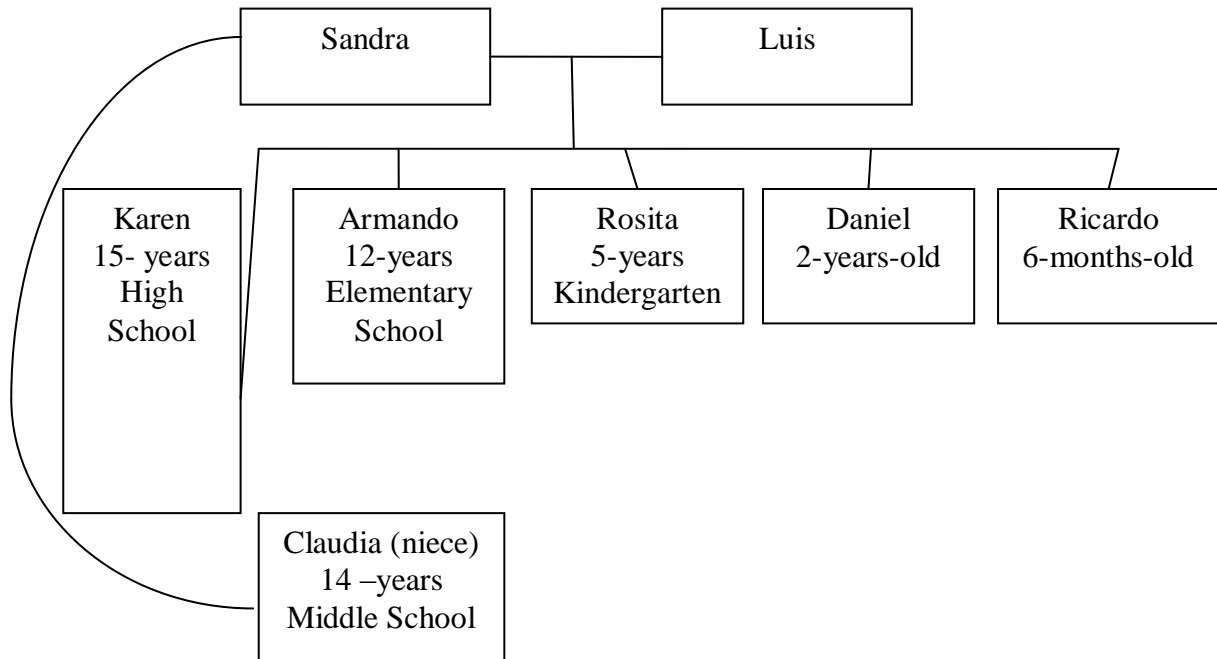 Sandra
Luis
Karen
15- years
High
School
Armando
12-years
Elementary
School
Rosita
5-years
Kindergarten
Daniel
2-years-old
Ricardo
6-months-old
Claudia (niece)
14 –years
Middle School